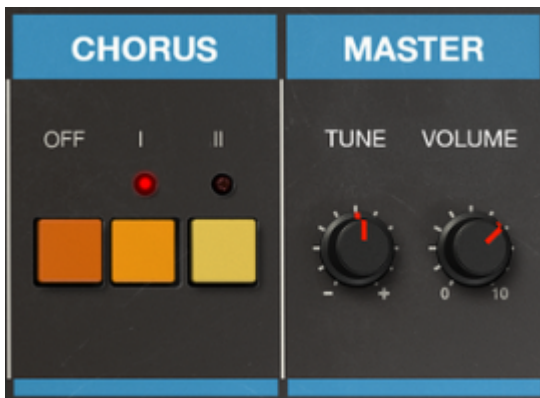 CHORUS
MASTER
OFF I II
TUNE VOLUME
- +
0 10